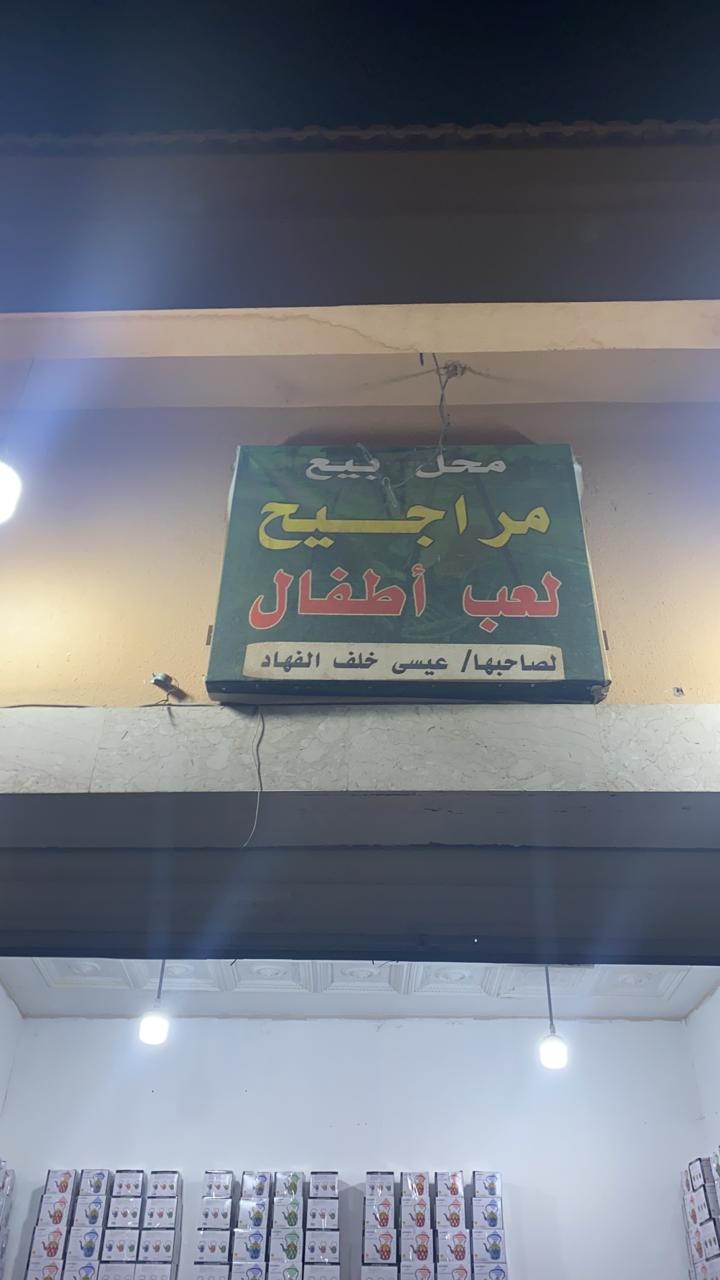 محل بيع
مراجيح
لعب أطفال
لصاحبها/ عيسى خلف الفهاد